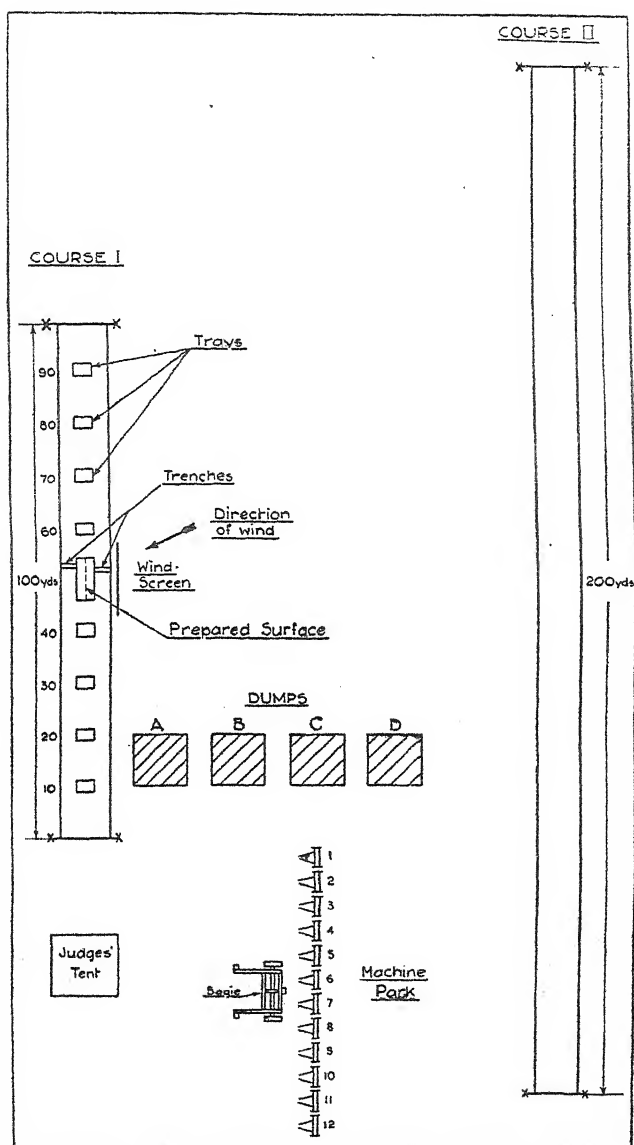 COURSE II
COURSE I
Trays
90
80
70
Trenches
60
Direction
of wind
Wind-
Screen
100yds
200yds
Prepared Surface
40
30
DUMPS
A B C D
20
10
1
2
3
4
5
6
7
8
9
10
11
12
Judges'
Tent
Bogie
Machine
Park